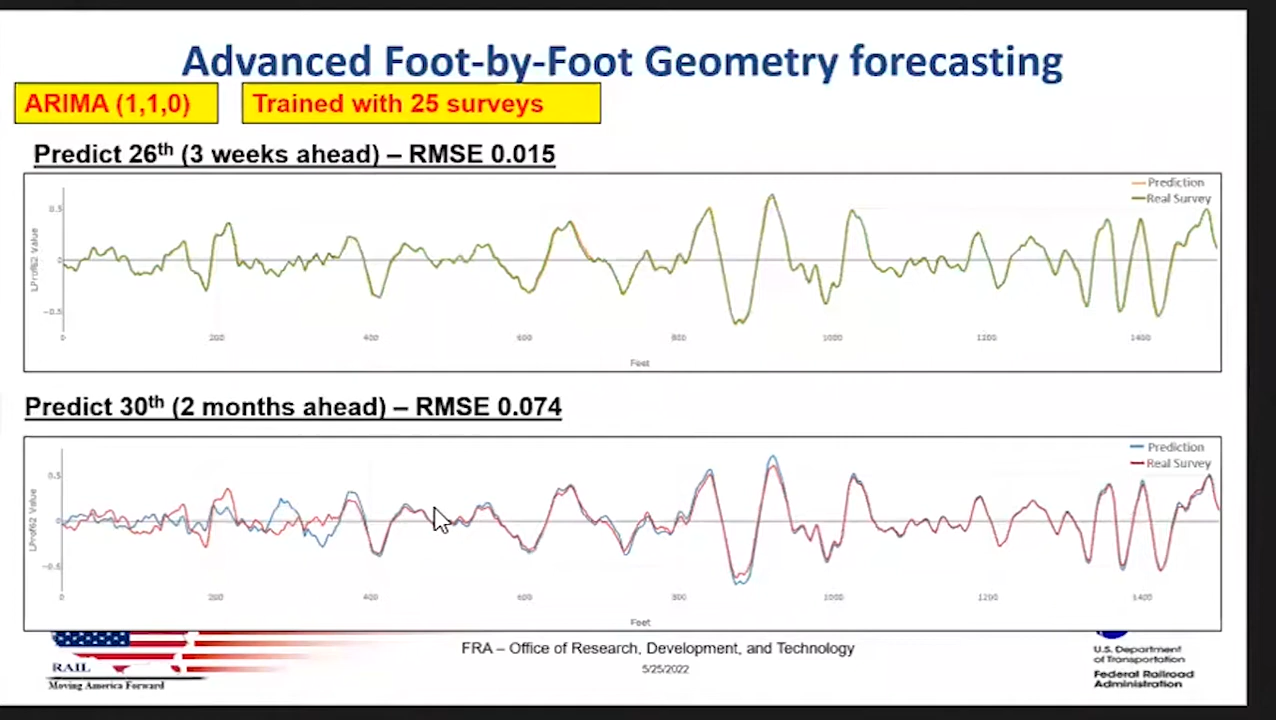 Advanced Foot-by-Foot Geometry forecasting
ARIMA (1,1,0)
Trained with 25 surveys
Predict 26th (3 weeks ahead) – RMSE 0.015
Prediction
Real Survey
LProf62 Value
0.5
0
-0.5
0 200 400 600 800 1000 1200 1400
Feet
Predict 30th (2 months ahead) – RMSE 0.074
Prediction
Real Survey
LProf62 Value
0.5
0
-0.5
0 200 400 600 800 1000 1200 1400
Feet
RAIL
Moving America Forward
FRA – Office of Research, Development, and Technology
5/25/2022
U.S. Department
of Transportation
Federal Railroad
Administration